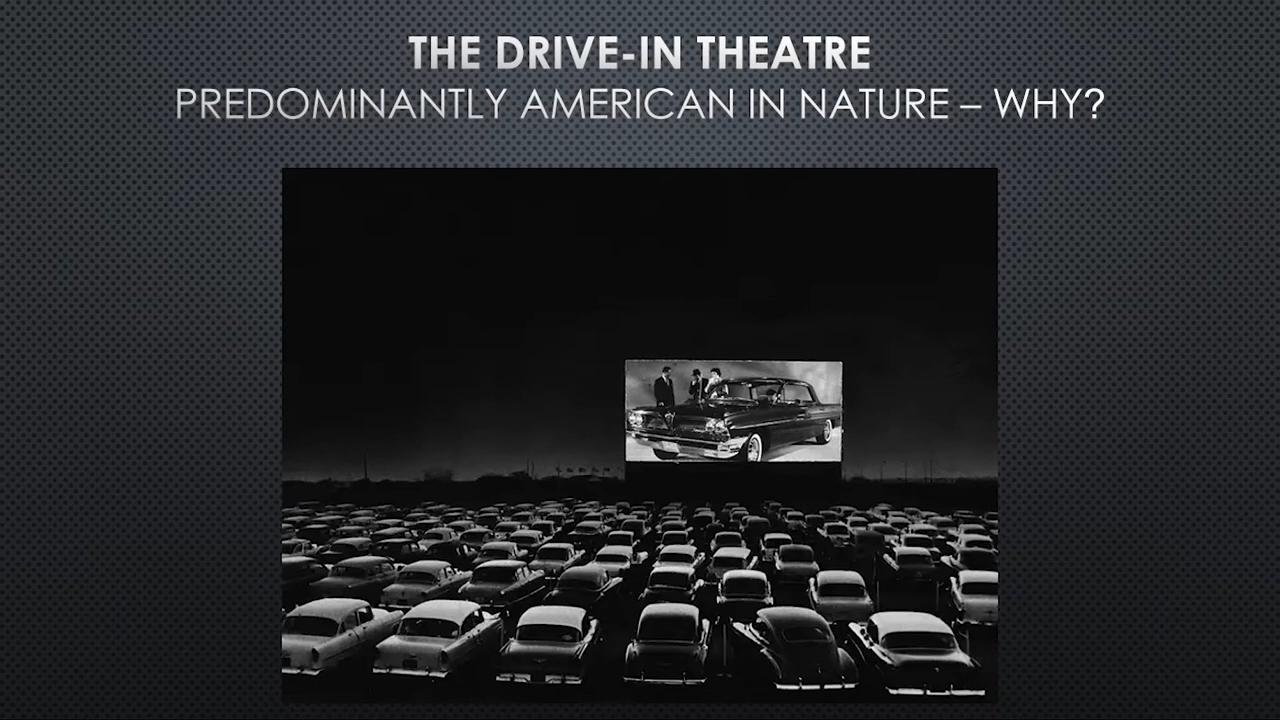 THE DRIVE-IN THEATRE
PREDOMINANTLY AMERICAN IN NATURE – WHY?